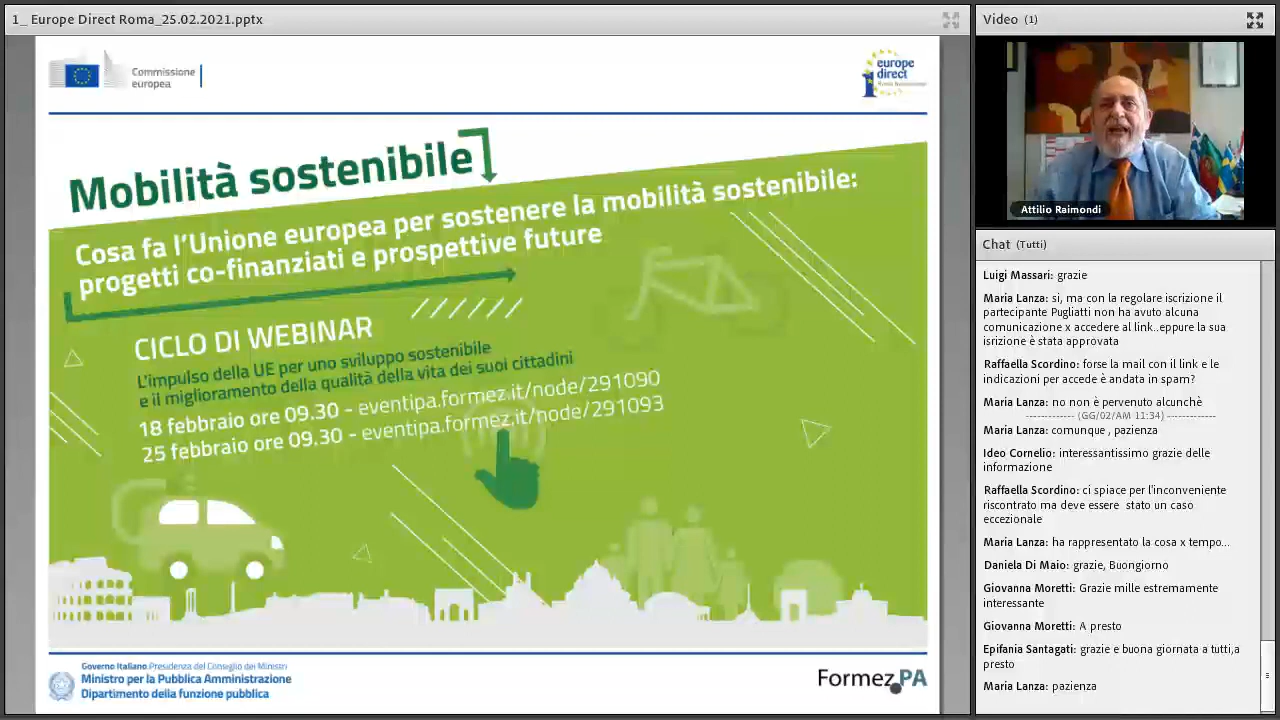 1_ Europe Direct Roma_25.02.2021.pptx
Commissione
europea
europe
direct
Mobilità sostenibile
Cosa fa l'Unione europea per sostenere la mobilità sostenibile:
progetti co-finanziati e prospettive future
CICLO DI WEBINAR
L'impulso della UE per uno sviluppo sostenibile
e il miglioramento della qualità della vita dei suoi cittadini
18 febbraio ore 09.30 - eventipa.formez.it/node/291090
25 febbraio ore 09.30 - eventipa.formez.it/node/291093
Governo Italiano Presidenza del Consiglio dei Ministri
Ministro per la Pubblica Amministrazione
Dipartimento della funzione pubblica
Formez.PA
Video (1)
Attilio Raimondi
Chat (Tutti)
Luigi Massari: grazie
Maria Lanza: si, ma con la regolare iscrizione il
partecipante Pugliatti non ha avuto alcuna
comunicazione x accedere al link..eppure la sua
isrizione è stata approvata
Raffaella Scordino: forse la mail con il link e le
indicazioni per accede è andata in spam?
Maria Lanza: no non è pervenuto alcunchè
------------- (GG/02/AM 11:34) -------------
Maria Lanza: comunque , pazienza
Ideo Cornelio: interessantissimo grazie delle
informazione
Raffaella Scordino: ci spiace per l'inconveniente
riscontrato ma deve essere stato un caso
eccezionale
Maria Lanza: ha rappresentato la cosa x tempo...
Daniela Di Maio: grazie, Buongiorno
Giovanna Moretti: Grazie mille estremamente
interessante
Giovanna Moretti: A presto
Epifania Santagati: grazie e buona giornata a tutti,a
presto
Maria Lanza: pazienza